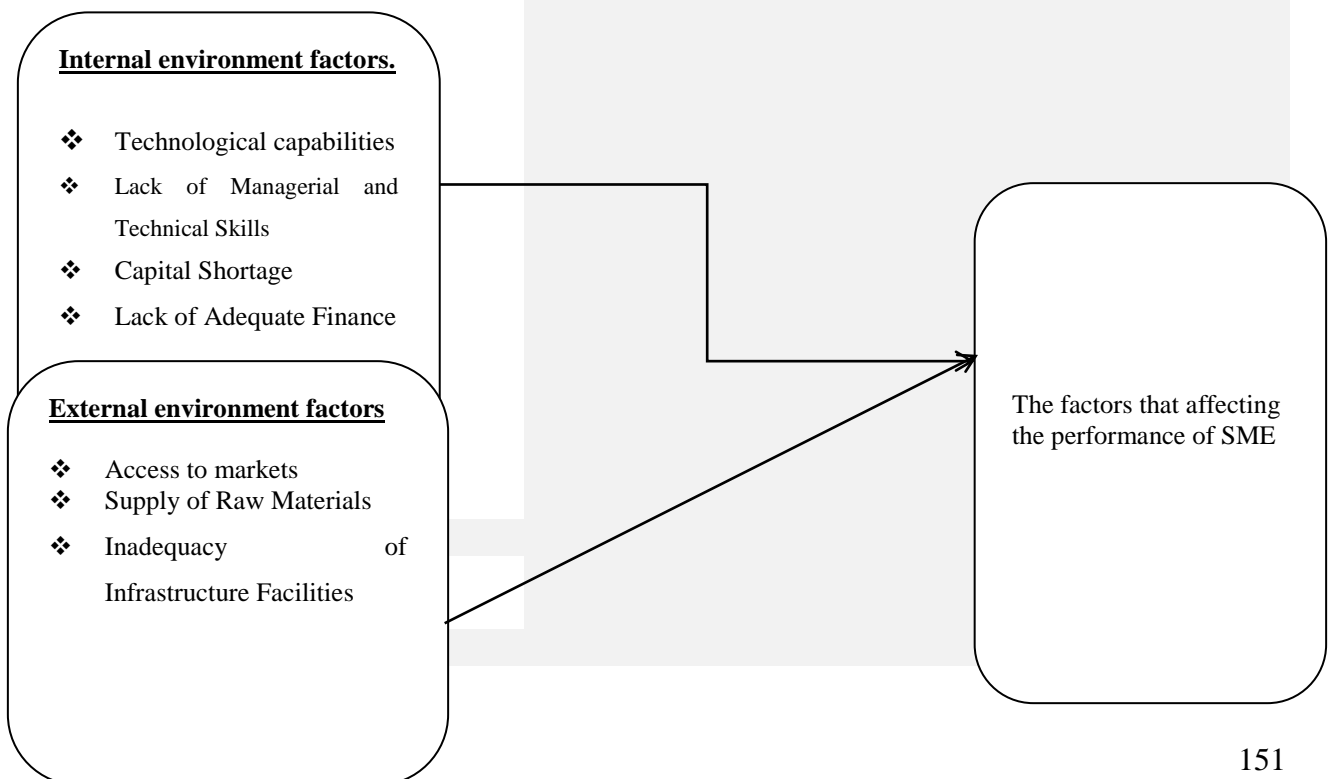 Internal environment factors.
❖ Technological capabilities
❖ Lack of Managerial and
Technical Skills
❖ Capital Shortage
❖ Lack of Adequate Finance
External environment factors
❖ Access to markets
❖ Supply of Raw Materials
❖ Inadequacy of
Infrastructure Facilities
The factors that affecting
the performance of SME
151